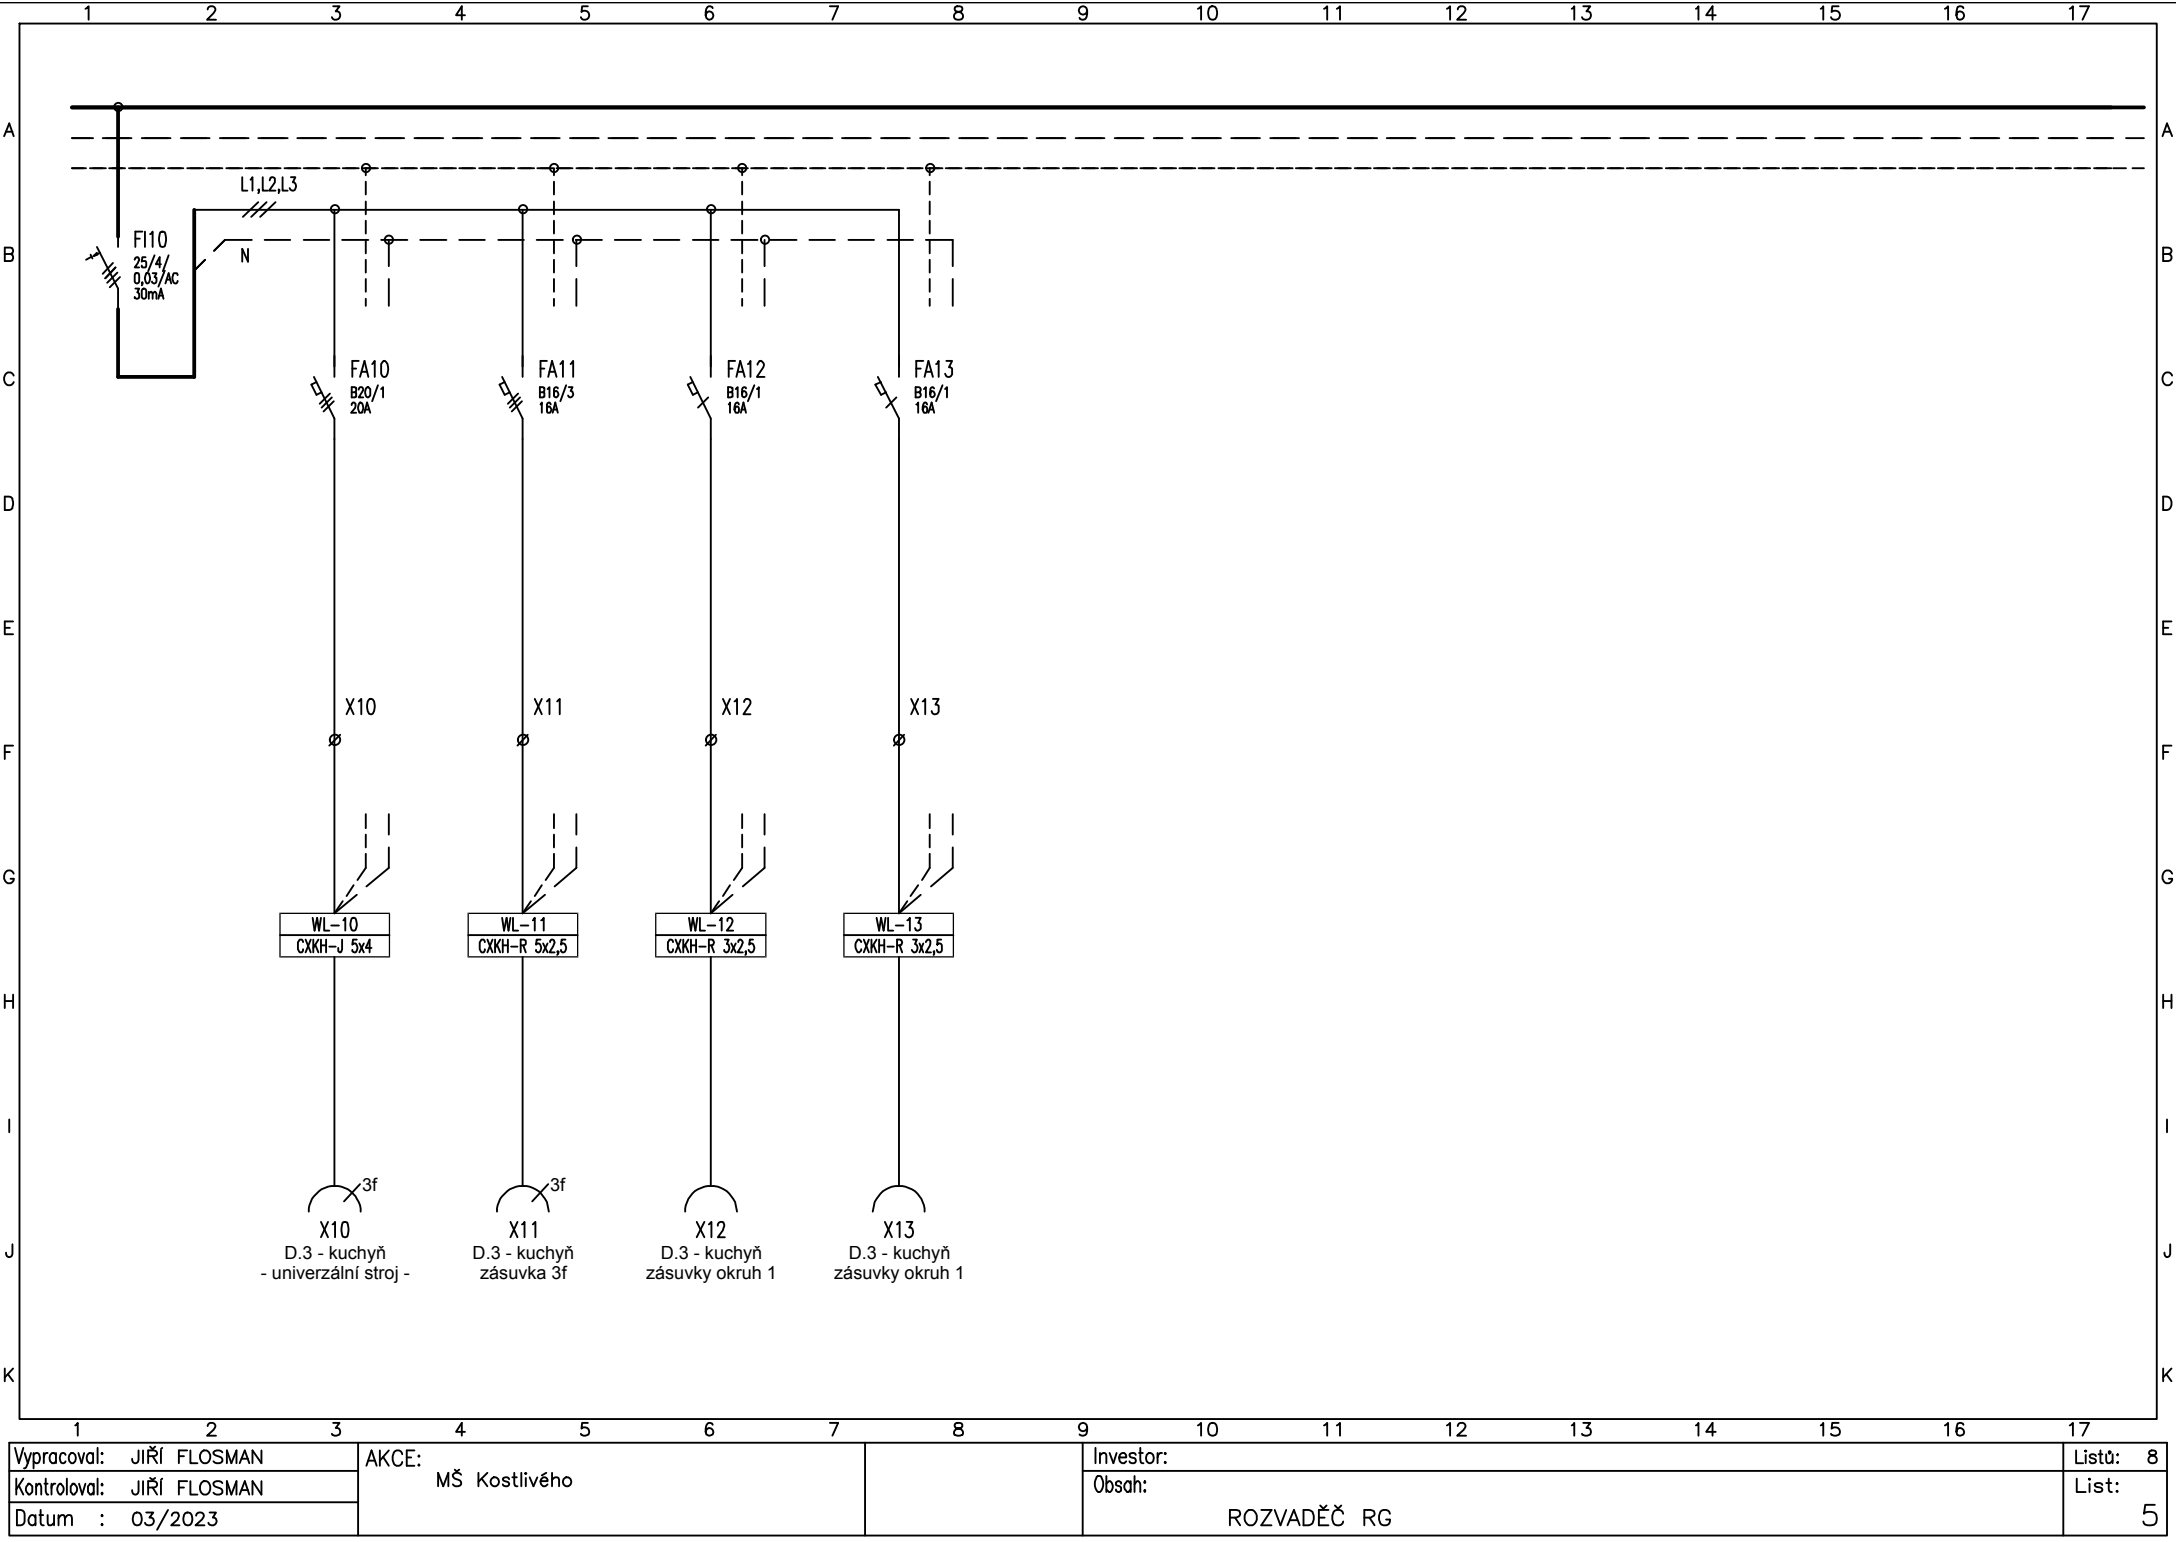 1 2 3 4 5 6 7 8 9 10 11 12 13 14 15 16 17
A A
L1,L2,L3
B B
FI10
25/4/
0,03/AC
30mA
N
C C
FA10
B20/1
20A
FA11
B16/3
16A
FA12
B16/1
16A
FA13
B16/1
16A
D D
E E
X10 X11 X12 X13
F F
G G
WL-10
CXKH-J 5x4
WL-11
CXKH-R 5x2,5
WL-12
CXKH-R 3x2,5
WL-13
CXKH-R 3x2,5
H H
I I
3f 3f
J J
X10
D.3 - kuchyň
- univerzální stroj -
X11
D.3 - kuchyň
zásuvka 3f
X12
D.3 - kuchyň
zásuvky okruh 1
X13
D.3 - kuchyň
zásuvky okruh 1
K K
1 2 3 4 5 6 7 8 9 10 11 12 13 14 15 16 17
Vypracoval: JIŘÍ FLOSMAN
Kontroloval: JIŘÍ FLOSMAN
Datum : 03/2023
AKCE:
MŠ Kostlivého
Investor:
Obsah:
ROZVADĚČ RG
Listů: 8
List:
5